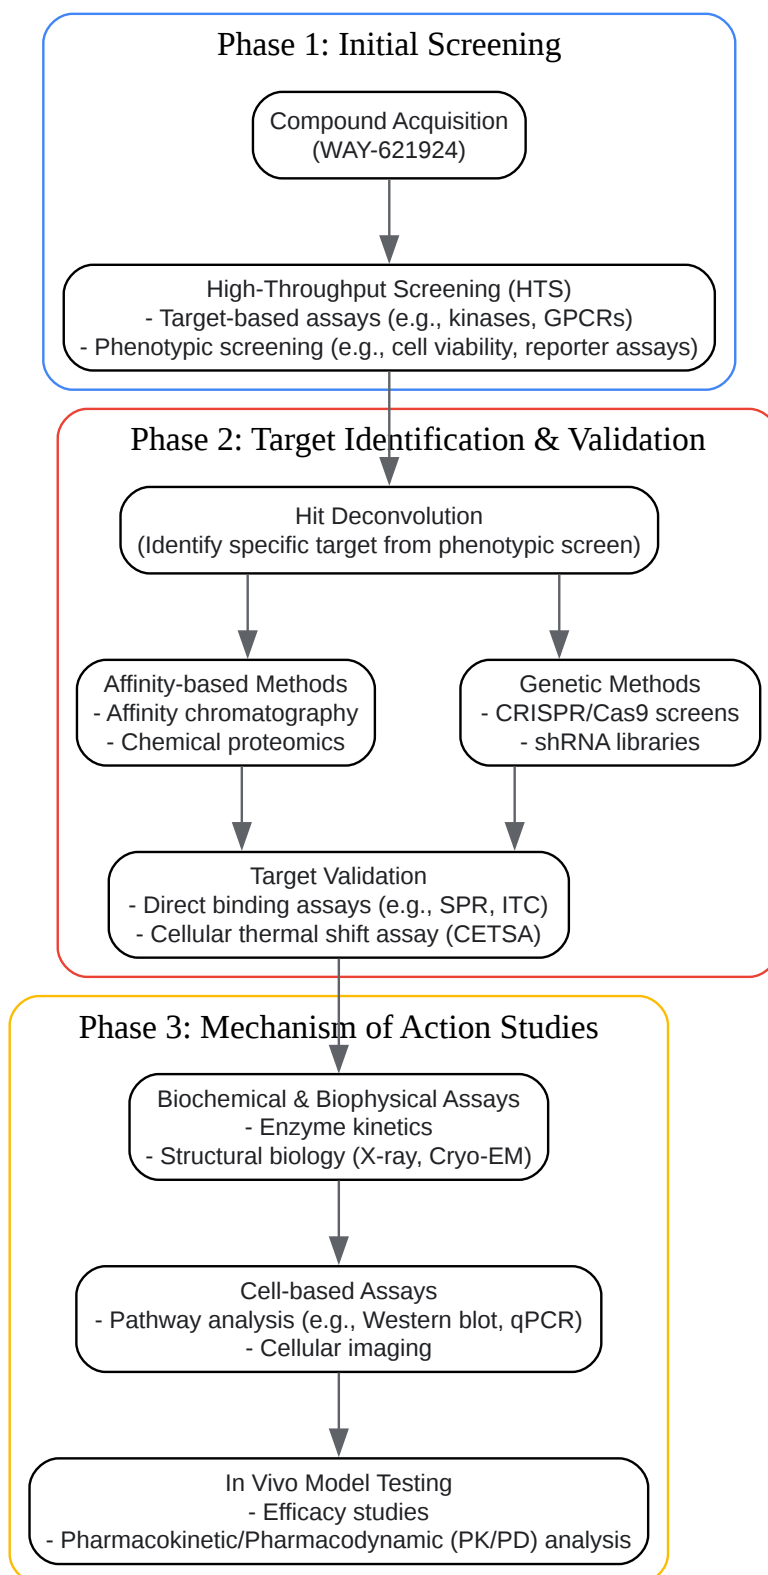 Phase 1: Initial Screening
Compound Acquisition
(WAY-621924)
High-Throughput Screening (HTS)
- Target-based assays (e.g., kinases, GPCRs)
- Phenotypic screening (e.g., cell viability, reporter assays)
Phase 2: Target Identification & Validation
Hit Deconvolution
(Identify specific target from phenotypic screen)
Affinity-based Methods
- Affinity chromatography
- Chemical proteomics
Genetic Methods
- CRISPR/Cas9 screens
- shRNA libraries
Target Validation
- Direct binding assays (e.g., SPR, ITC)
- Cellular thermal shift assay (CETSA)
Phase 3: Mechanism of Action Studies
Biochemical & Biophysical Assays
- Enzyme kinetics
- Structural biology (X-ray, Cryo-EM)
Cell-based Assays
- Pathway analysis (e.g., Western blot, qPCR)
- Cellular imaging
In Vivo Model Testing
- Efficacy studies
- Pharmacokinetic/Pharmacodynamic (PK/PD) analysis